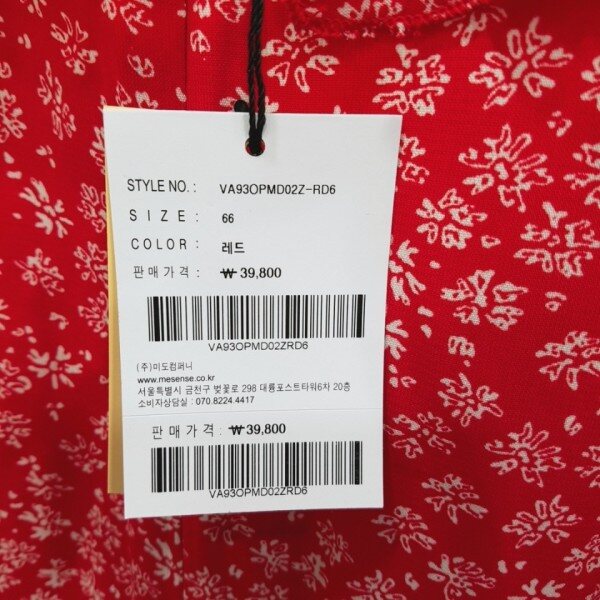 STYLE NO. : VA93OPMD02Z-RD6
SIZE : 66
COLOR : 레드
판매가격 : ₩ 39,800
VA93OPMD02ZRD6
(주)미도컴퍼니
www.mesense.co.kr
서울특별시 금천구 벚꽃로 298 대륭포스트타워6차 20층
소비자상담실 : 070.8224.4417
판매가격 : ₩ 39,800
VA93OPMD02ZRD6